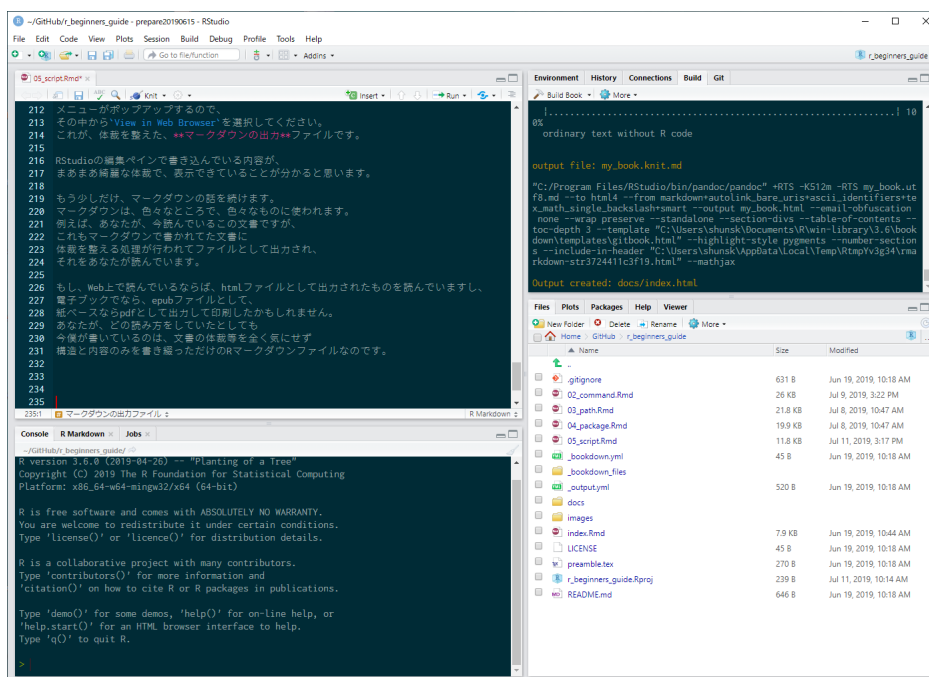 ~/GitHub/r_beginners_guide - prepare20190615 - RStudio
File Edit Code View Plots Session Build Debug Profile Tools Help
Go to file/function Addins
r_beginners_guide
05_script.Rmd*
ABC Knit Insert Run
212 メニューがポップアップするので、
213 その中から`View in Web Browser`を選択してください。
214 これが、体裁を整えた、**マークダウンの出力**ファイルです。
215
216 RStudioの編集ペインで書き込んでいる内容が、
217 まあまあ綺麗な体裁で、表示できていることが分かると思います。
218
219 もう少しだけ、マークダウンの話を続けます。
220 マークダウンは、色々なところで、色々なものに使われます。
221 例えば、あなたが、今読んでいるこの文書ですが、
222 これもマークダウンで書かれてた文書に
223 体裁を整える処理が行われてファイルとして出力され、
224 それをあなたが読んでいます。
225
226 もし、Web上で読んでいるならば、htmlファイルとして出力されたものを読んでいますし、
227 電子ブックでなら、epubファイルとして、
228 紙ベースならpdfとして出力して印刷したかもしれません。
229 あなたが、どの読み方をしていたとしても
230 今僕が書いているのは、文書の体裁等を全く気にせず
231 構造と内容のみを書き綴っただけのRマークダウンファイルなのです。
232
233
234
235
235:1 マークダウンの出力ファイル R Markdown
Console R Markdown Jobs
~/GitHub/r_beginners_guide/
R version 3.6.0 (2019-04-26) -- "Planting of a Tree"
Copyright (C) 2019 The R Foundation for Statistical Computing
Platform: x86_64-w64-mingw32/x64 (64-bit)
R is free software and comes with ABSOLUTELY NO WARRANTY.
You are welcome to redistribute it under certain conditions.
Type 'license()' or 'licence()' for distribution details.
R is a collaborative project with many contributors.
Type 'contributors()' for more information and
'citation()' on how to cite R or R packages in publications.
Type 'demo()' for some demos, 'help()' for on-line help, or
'help.start()' for an HTML browser interface to help.
Type 'q()' to quit R.
>
Environment History Connections Build Git
Build Book More
|.....................................................................| 10
0%
ordinary text without R code
output file: my_book.knit.md
"C:/Program Files/RStudio/bin/pandoc/pandoc" +RTS -K512m -RTS my_book.ut
f8.md --to html4 --from markdown+autolink_bare_uris+ascii_identifiers+te
x_math_single_backslash+smart --output my_book.html --email-obfuscation
none --wrap preserve --standalone --section-divs --table-of-contents --
toc-depth 3 --template "C:\Users\shunsk\Documents\R\win-library\3.6\book
down\templates\gitbook.html" --highlight-style pygments --number-section
s --include-in-header "C:\Users\shunsk\AppData\Local\Temp\RtmpYv3g34\rma
rkdown-str3724411c3f19.html" --mathjax
Output created: docs/index.html
Files Plots Packages Help Viewer
New Folder Delete Rename More
Home GitHub r_beginners_guide
Name Size Modified
..
.gitignore 631 B Jun 19, 2019, 10:18 AM
02_command.Rmd 26 KB Jul 9, 2019, 3:22 PM
03_path.Rmd 21.8 KB Jul 8, 2019, 10:47 AM
04_package.Rmd 19.9 KB Jul 8, 2019, 10:47 AM
05_script.Rmd 11.8 KB Jul 11, 2019, 3:17 PM
_bookdown.yml 45 B Jun 19, 2019, 10:18 AM
_bookdown_files
_output.yml 520 B Jun 19, 2019, 10:18 AM
docs
images
index.Rmd 7.9 KB Jun 19, 2019, 10:44 AM
LICENSE 45 B Jun 19, 2019, 10:18 AM
preamble.tex 270 B Jun 19, 2019, 10:18 AM
r_beginners_guide.Rproj 239 B Jul 11, 2019, 10:14 AM
README.md 646 B Jun 19, 2019, 10:18 AM